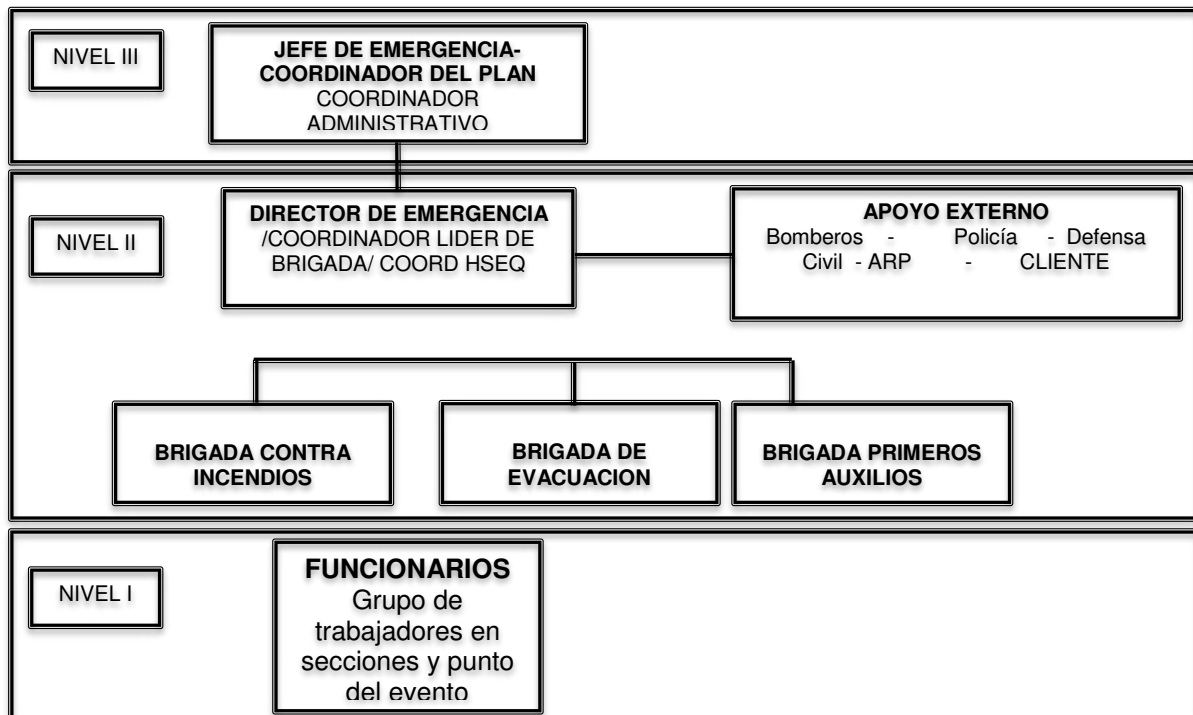 NIVEL III
JEFE DE EMERGENCIA-
COORDINADOR DEL PLAN
COORDINADOR
ADMINISTRATIVO
NIVEL II
DIRECTOR DE EMERGENCIA
/COORDINADOR LIDER DE
BRIGADA/ COORD HSEQ
APOYO EXTERNO
Bomberos - Policía - Defensa
Civil - ARP - CLIENTE
BRIGADA CONTRA
INCENDIOS
BRIGADA DE
EVACUACION
BRIGADA PRIMEROS
AUXILIOS
NIVEL I
FUNCIONARIOS
Grupo de
trabajadores en
secciones y punto
del evento